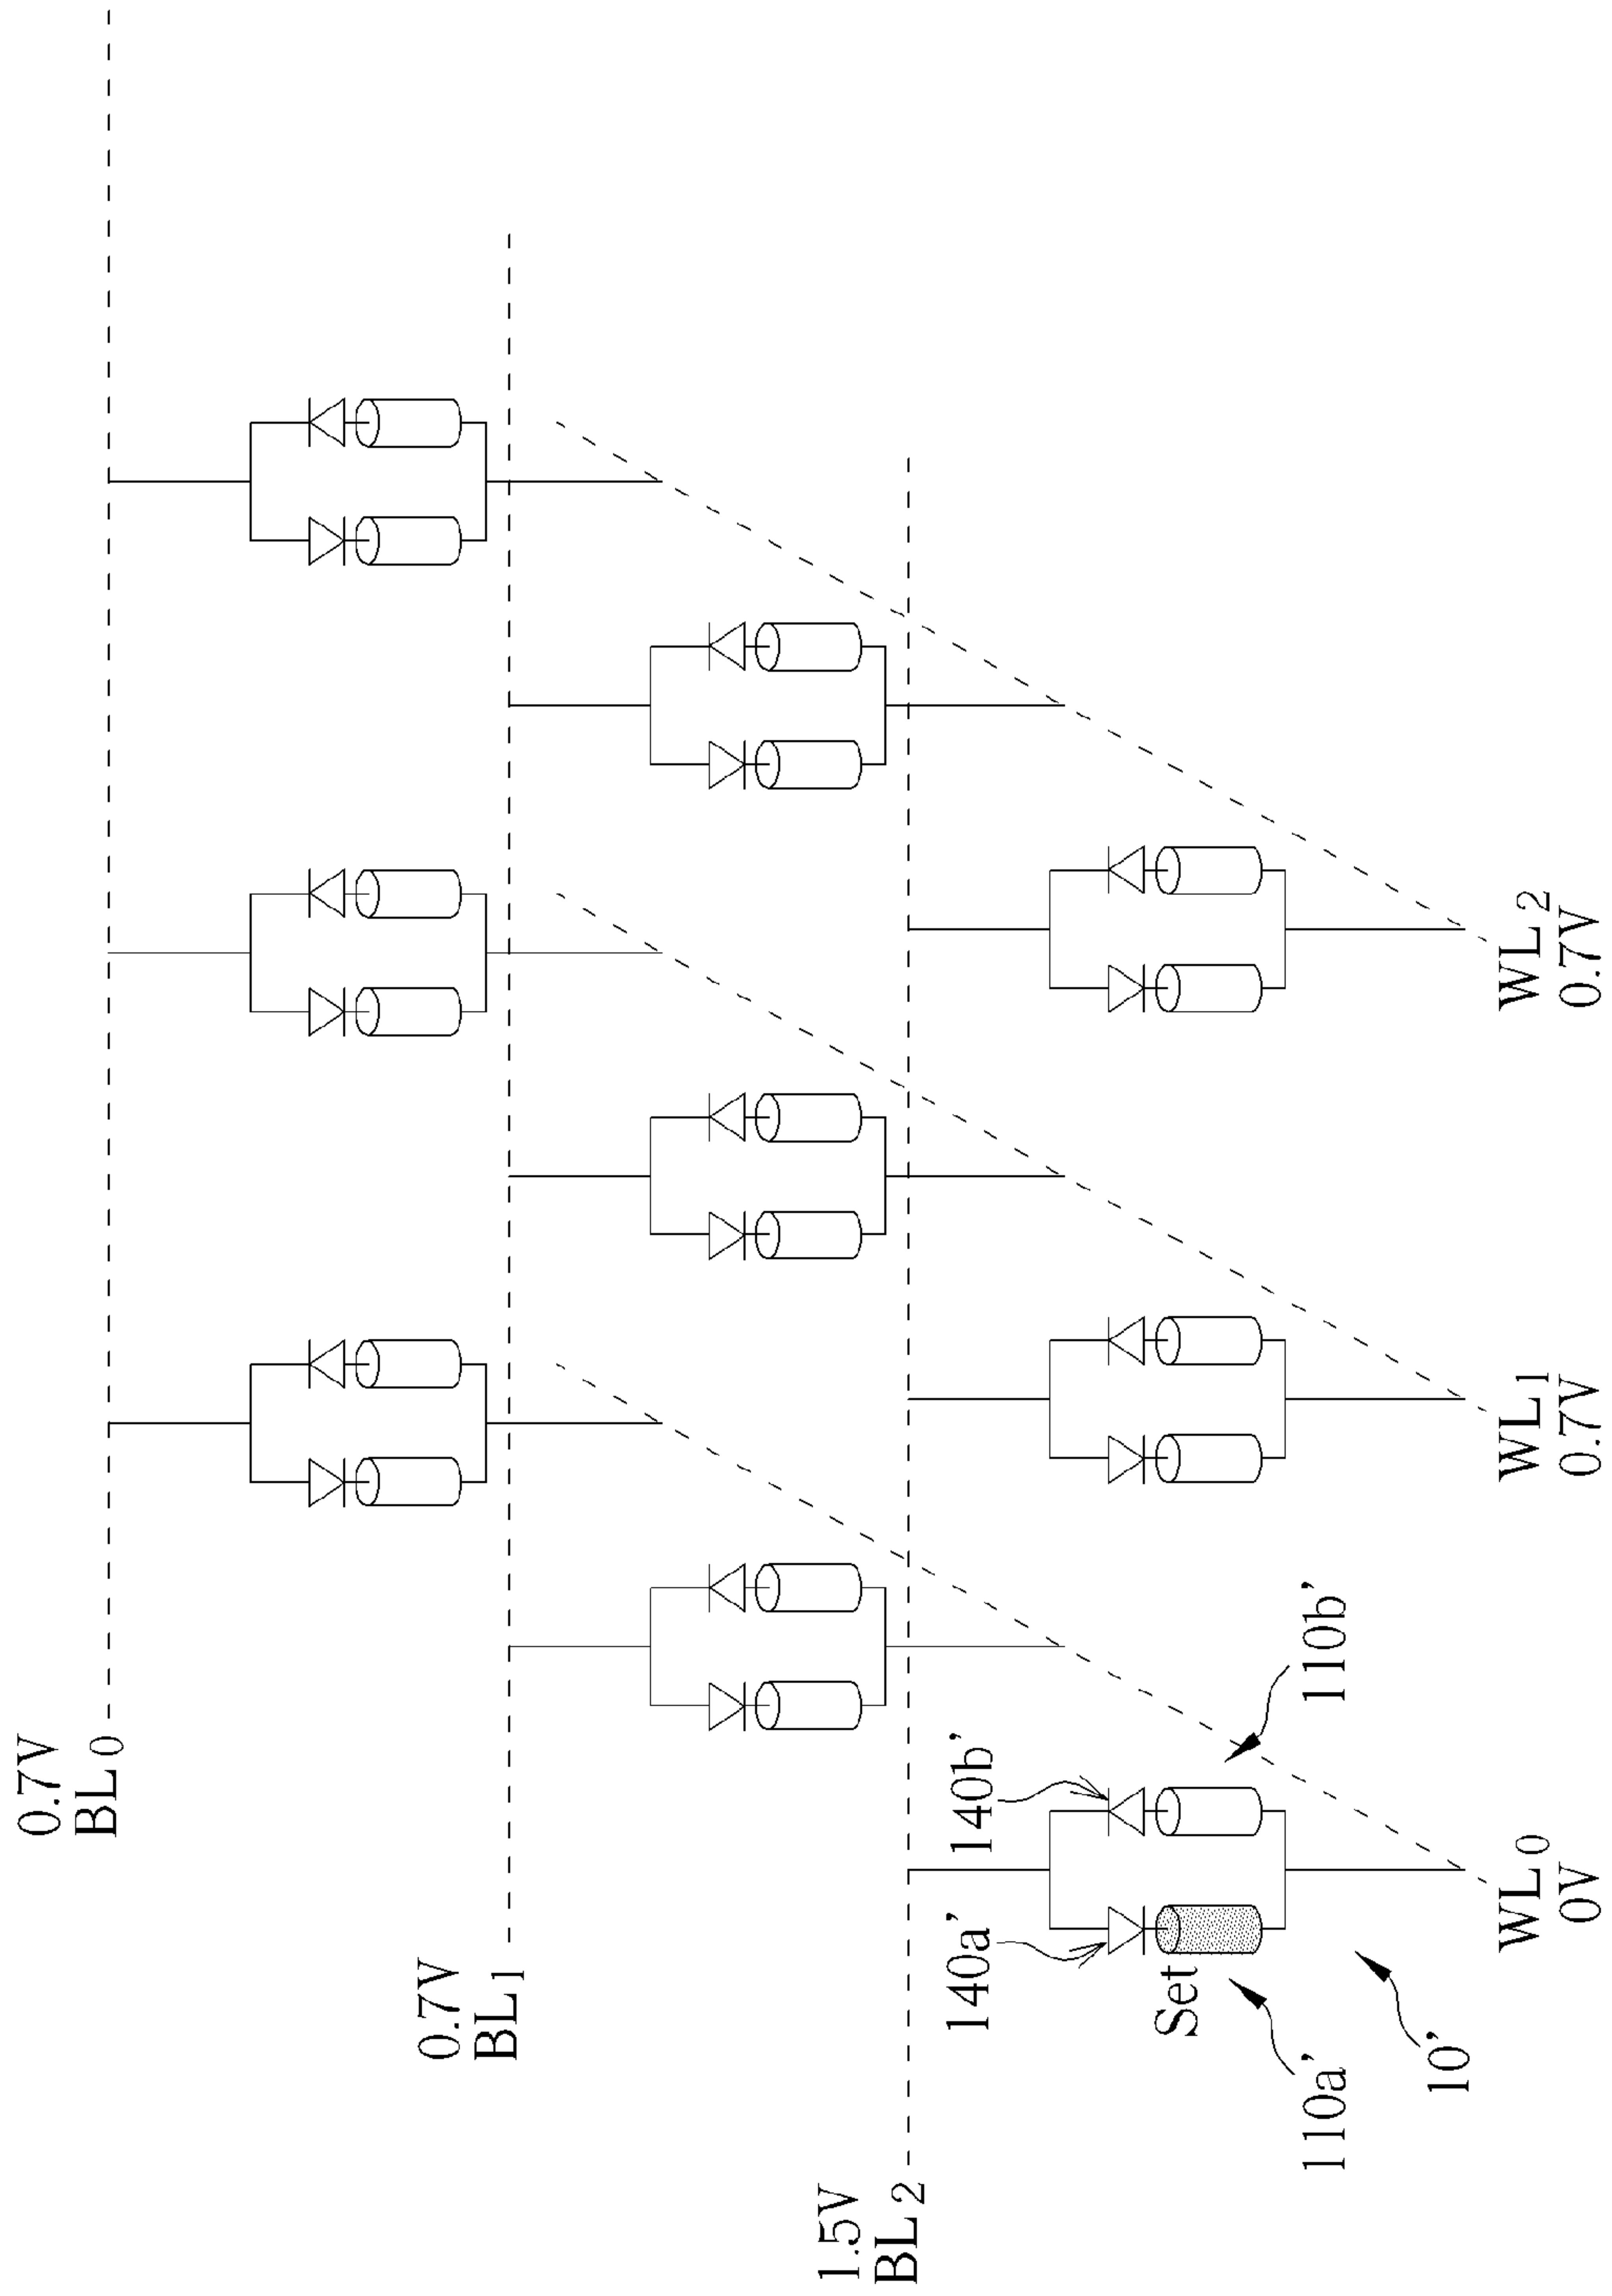 0.7V
BL0
0.7V
BL1
1.5V
BL2
140a’
140b’
Set
110a’
110b’
10’
WL0
0V
WL1
0.7V
WL2
0.7V